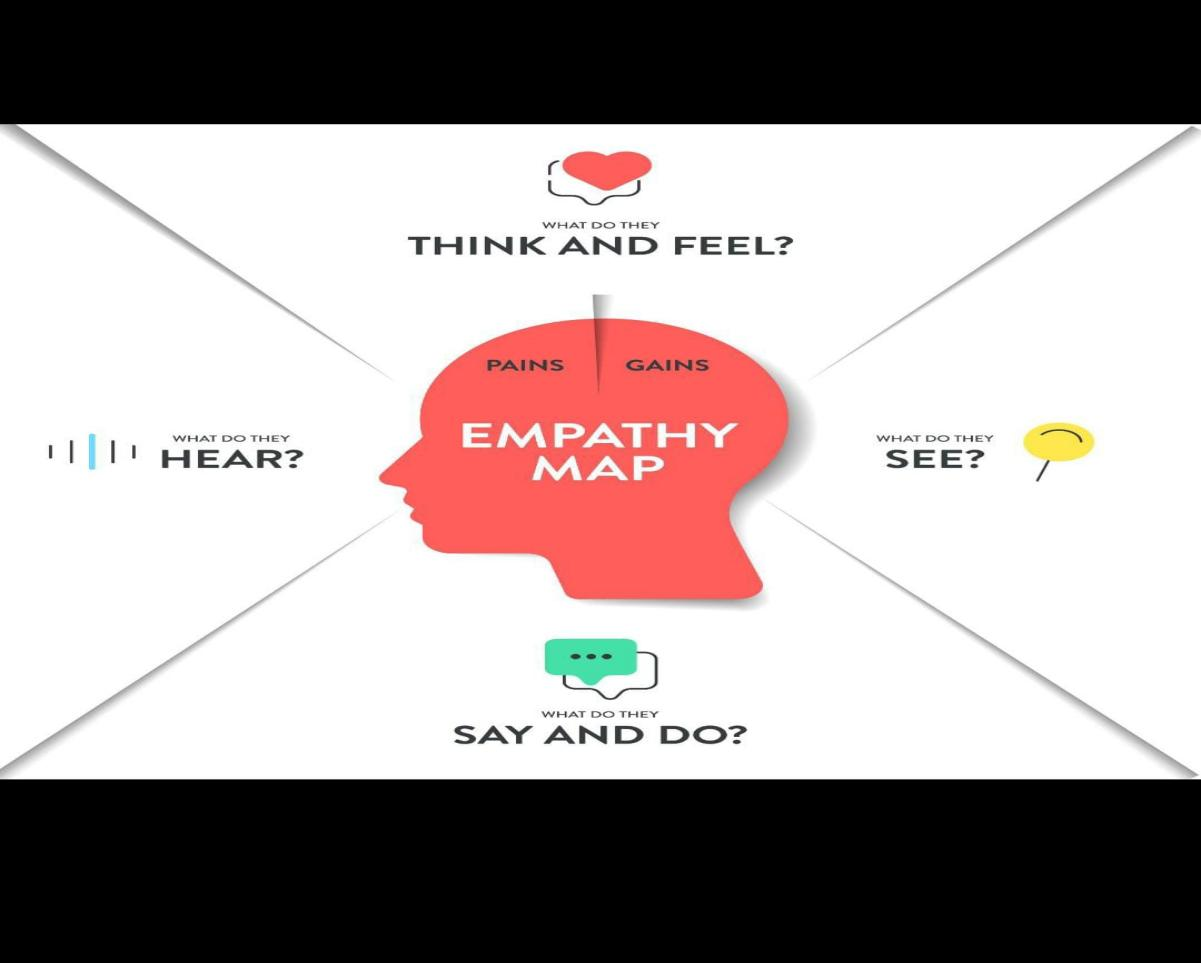 WHAT DO THEY
THINK AND FEEL?
PAINS
GAINS
EMPATHY
MAP
WHAT DO THEY
HEAR?
WHAT DO THEY
SEE?
WHAT DO THEY
SAY AND DO?